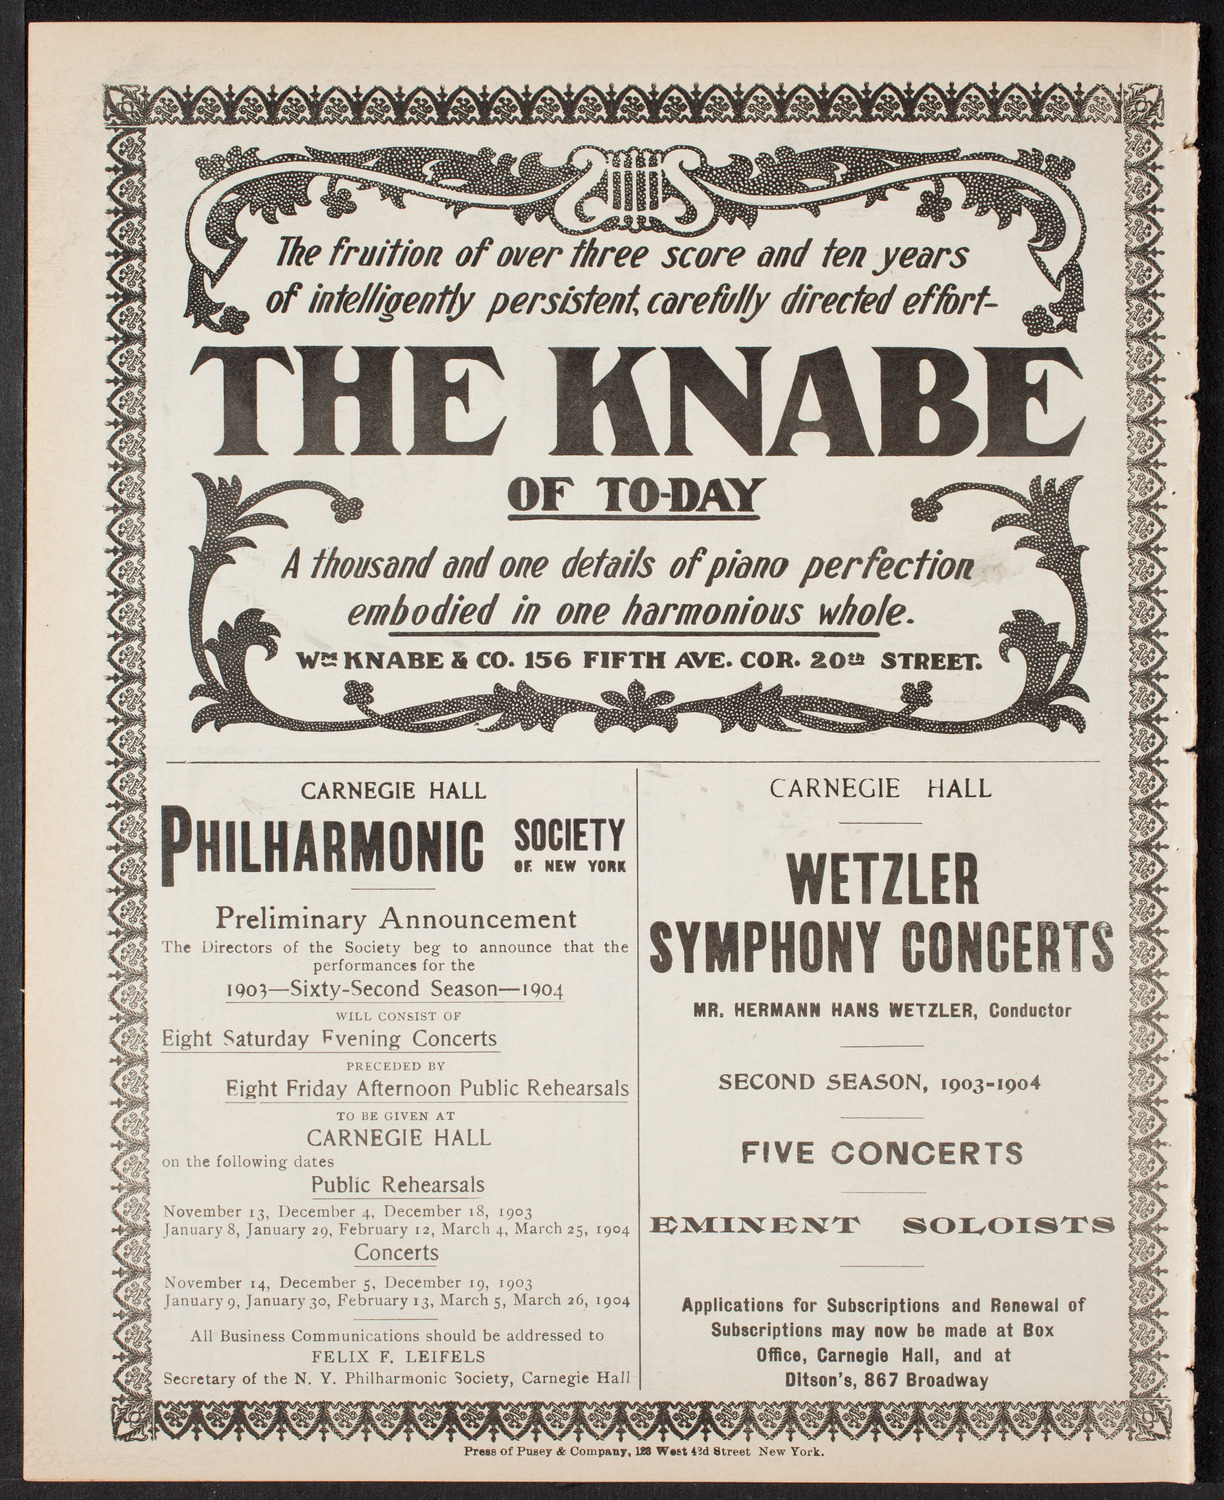 The fruition of over three score and ten years
of intelligently persistent, carefully directed effort-
THE KNABE
OF TO-DAY
A thousand and one details of piano perfection
embodied in one harmonious whole.
Wm KNABE & CO. 156 FIFTH AVE. COR. 20th STREET.
CARNEGIE HALL
PHILHARMONIC SOCIETY
OF NEW YORK
Preliminary Announcement
The Directors of the Society beg to announce that the
performances for the
1903—Sixty-Second Season—1904
WILL CONSIST OF
Eight Saturday Evening Concerts
PRECEDED BY
Eight Friday Afternoon Public Rehearsals
TO BE GIVEN AT
CARNEGIE HALL
on the following dates
Public Rehearsals
November 13, December 4, December 18, 1903
January 8, January 29, February 12, March 4, March 25, 1904
Concerts
November 14, December 5, December 19, 1903
January 9, January 30, February 13, March 5, March 26, 1904
All Business Communications should be addressed to
FELIX F. LEIFELS
Secretary of the N. Y. Philharmonic Society, Carnegie Hall
CARNEGIE HALL
WETZLER
SYMPHONY CONCERTS
MR. HERMANN HANS WETZLER, Conductor
SECOND SEASON, 1903-1904
FIVE CONCERTS
EMINENT SOLOISTS
Applications for Subscriptions and Renewal of
Subscriptions may now be made at Box
Office, Carnegie Hall, and at
Ditson's, 867 Broadway
Press of Pusey & Company, 123 West 42d Street New York.